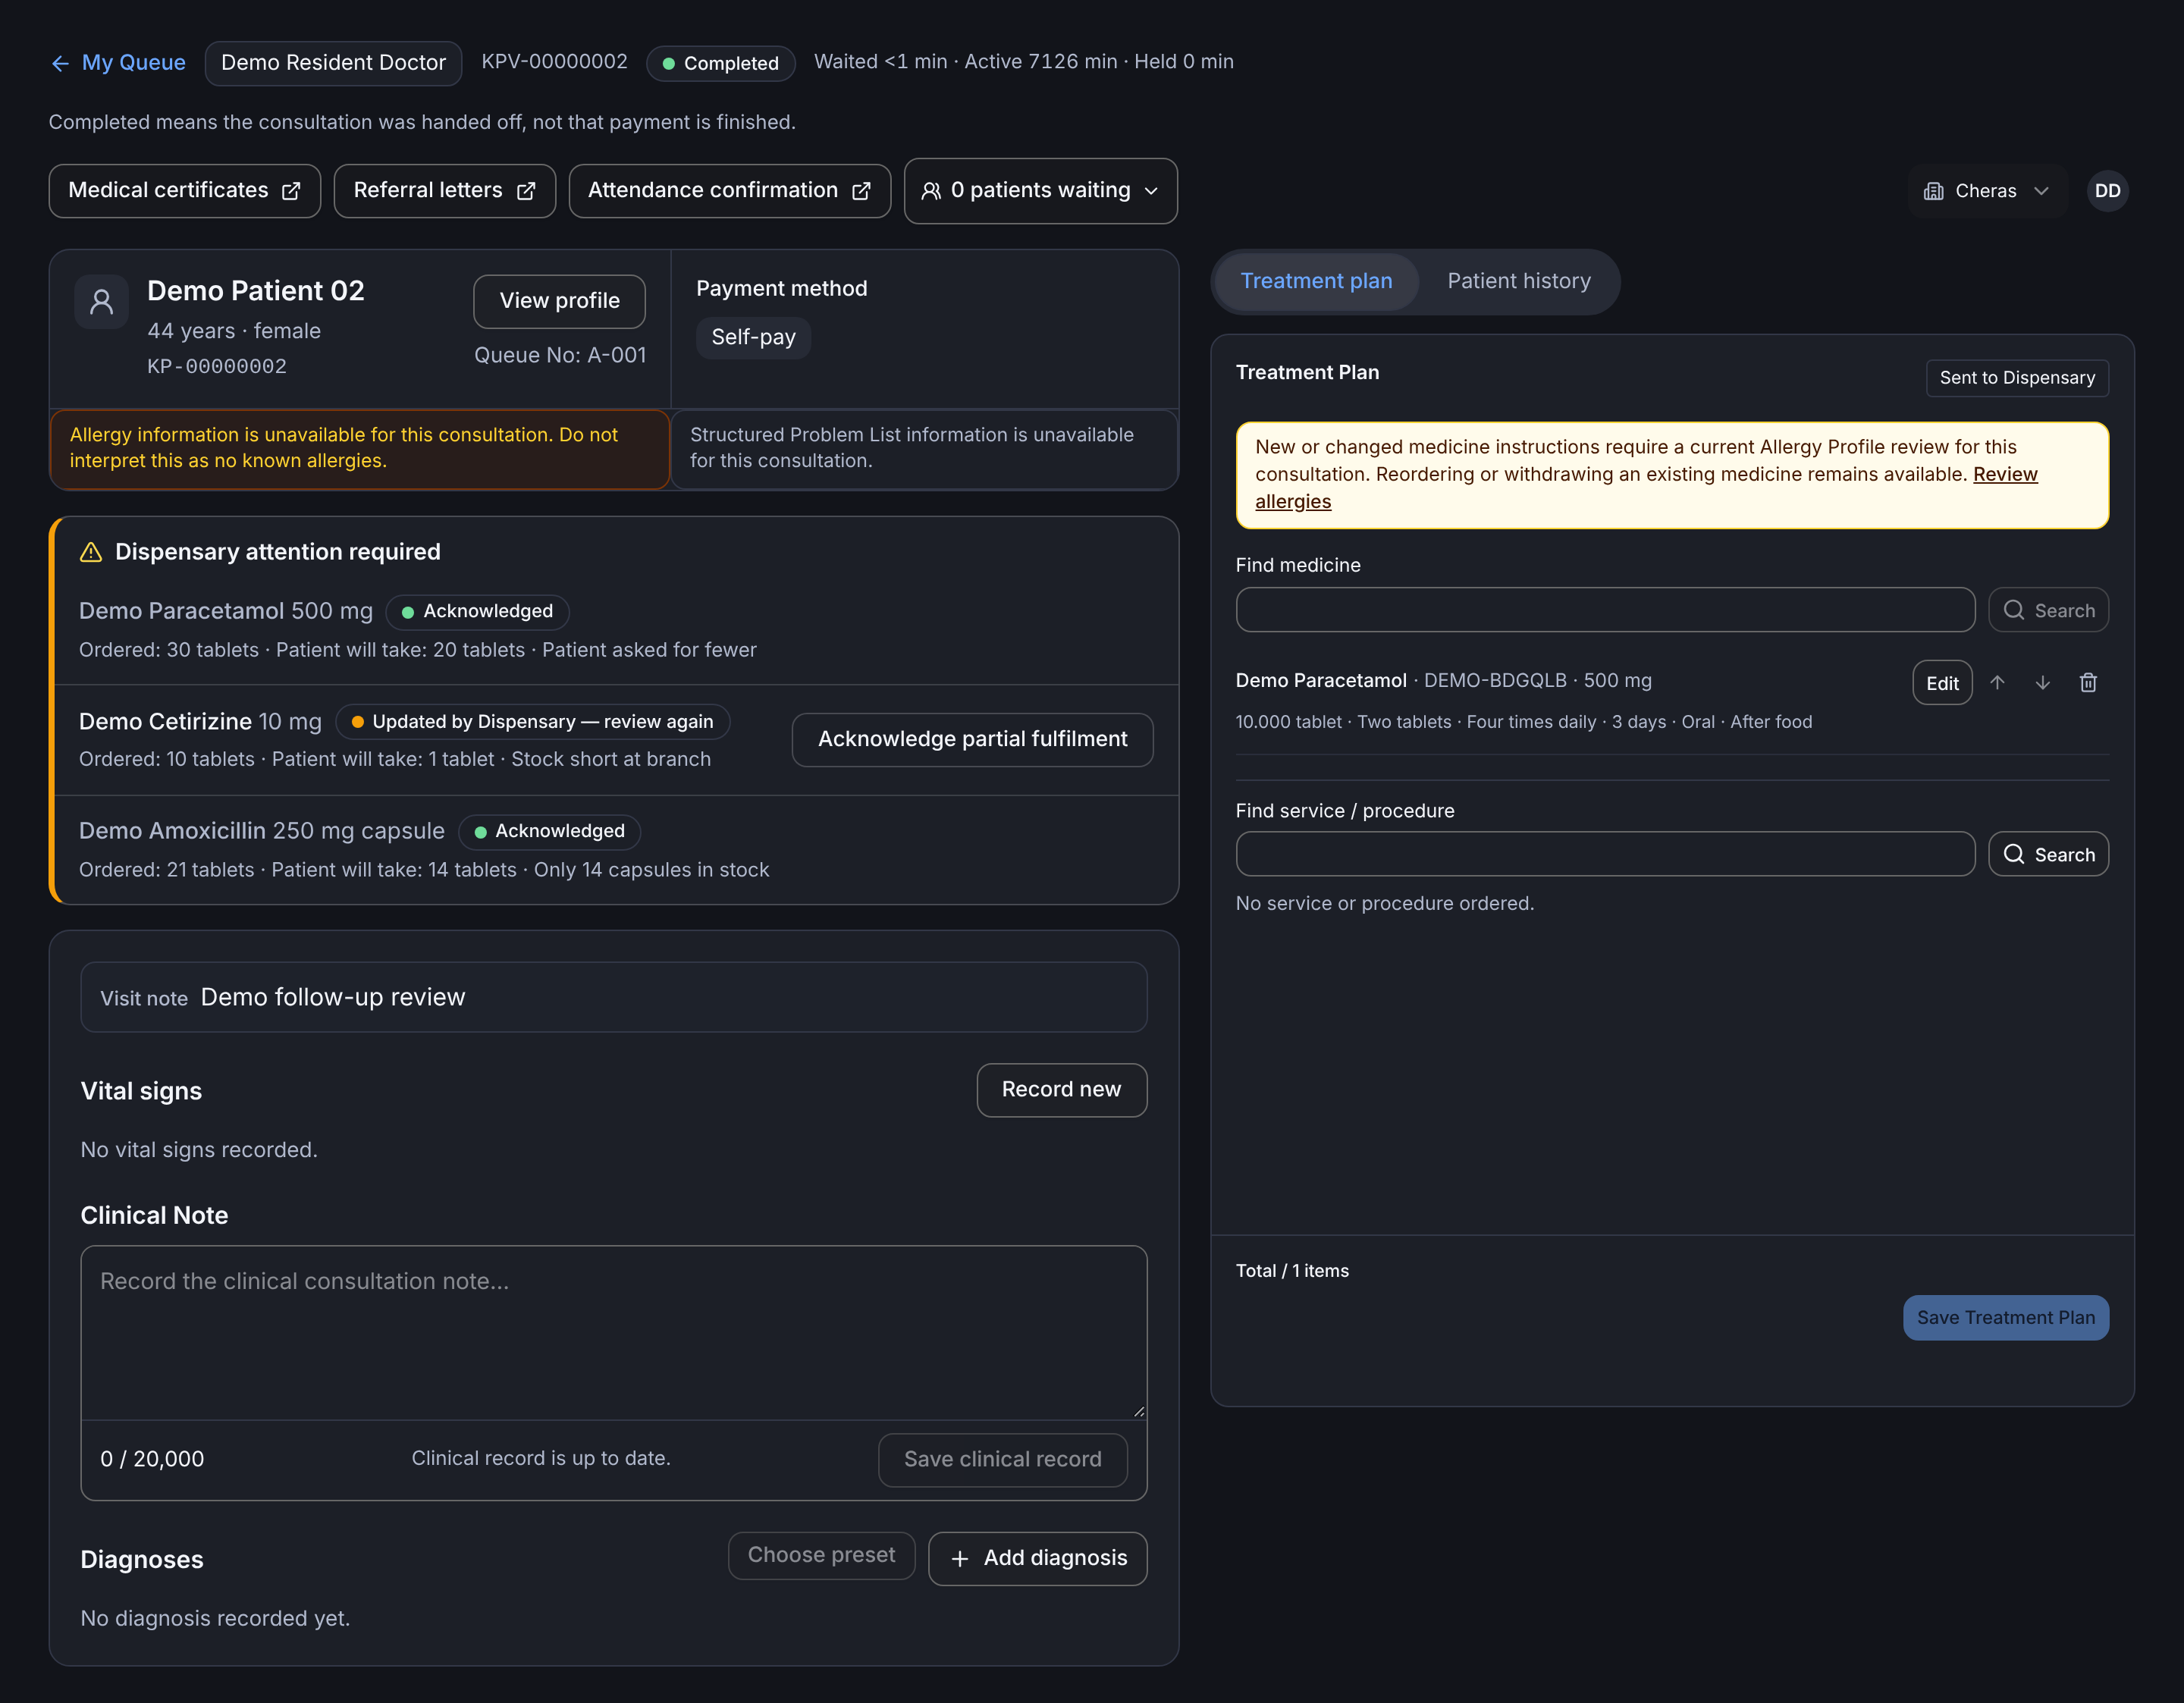 My Queue
Demo Resident Doctor
KPV-00000002
Completed
Waited <1 min · Active 7126 min · Held 0 min
Completed means the consultation was handed off, not that payment is finished.
Medical certificates
Referral letters
Attendance confirmation
0 patients waiting
Cheras
DD
Demo Patient 02
44 years · female
KP-00000002
View profile
Queue No: A-001
Payment method
Self-pay
Allergy information is unavailable for this consultation. Do not
interpret this as no known allergies.
Structured Problem List information is unavailable
for this consultation.
Dispensary attention required
Demo Paracetamol 500 mg
Acknowledged
Ordered: 30 tablets · Patient will take: 20 tablets · Patient asked for fewer
Demo Cetirizine 10 mg
Updated by Dispensary — review again
Ordered: 10 tablets · Patient will take: 1 tablet · Stock short at branch
Acknowledge partial fulfilment
Demo Amoxicillin 250 mg capsule
Acknowledged
Ordered: 21 tablets · Patient will take: 14 tablets · Only 14 capsules in stock
Visit note Demo follow-up review
Vital signs
Record new
No vital signs recorded.
Clinical Note
Record the clinical consultation note...
0 / 20,000
Clinical record is up to date.
Save clinical record
Diagnoses
Choose preset
Add diagnosis
No diagnosis recorded yet.
Treatment plan
Patient history
Treatment Plan
Sent to Dispensary
New or changed medicine instructions require a current Allergy Profile review for this
consultation. Reordering or withdrawing an existing medicine remains available. Review
allergies
Find medicine
Search
Demo Paracetamol · DEMO-BDGQLB · 500 mg
Edit
10.000 tablet · Two tablets · Four times daily · 3 days · Oral · After food
Find service / procedure
Search
No service or procedure ordered.
Total / 1 items
Save Treatment Plan